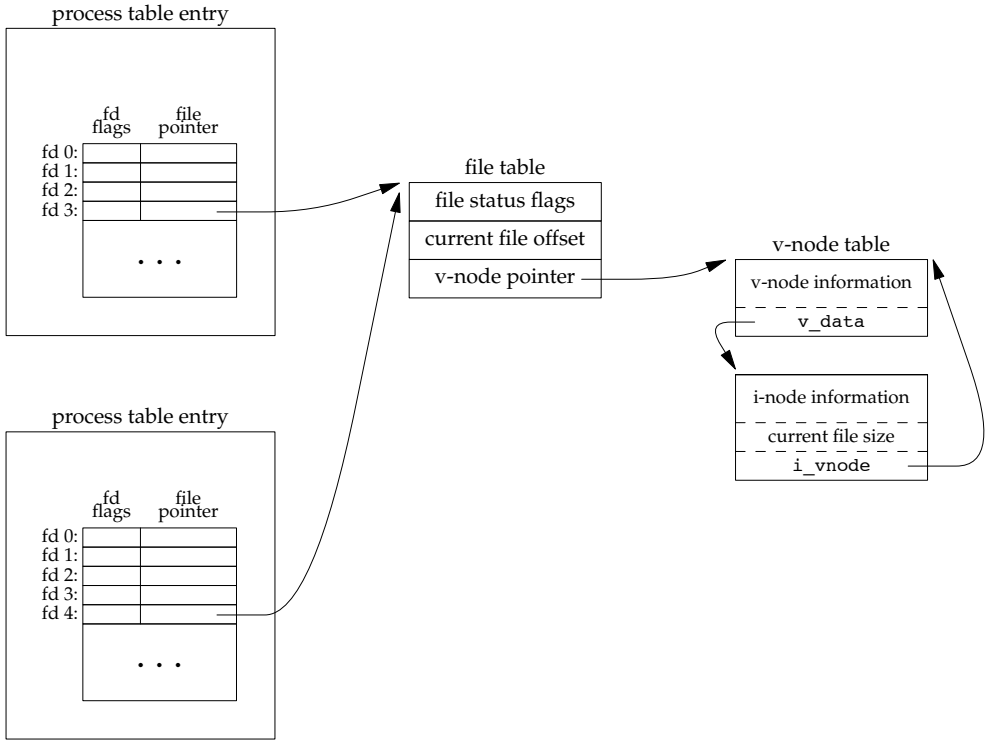 process table entry
fd flags
file pointer
fd 0:
fd 1:
fd 2:
fd 3:
. . .
file table
file status flags
current file offset
v-node pointer
v-node table
v-node information
v_data
i-node information
current file size
i_vnode
process table entry
fd flags
file pointer
fd 0:
fd 1:
fd 2:
fd 3:
fd 4:
. . .